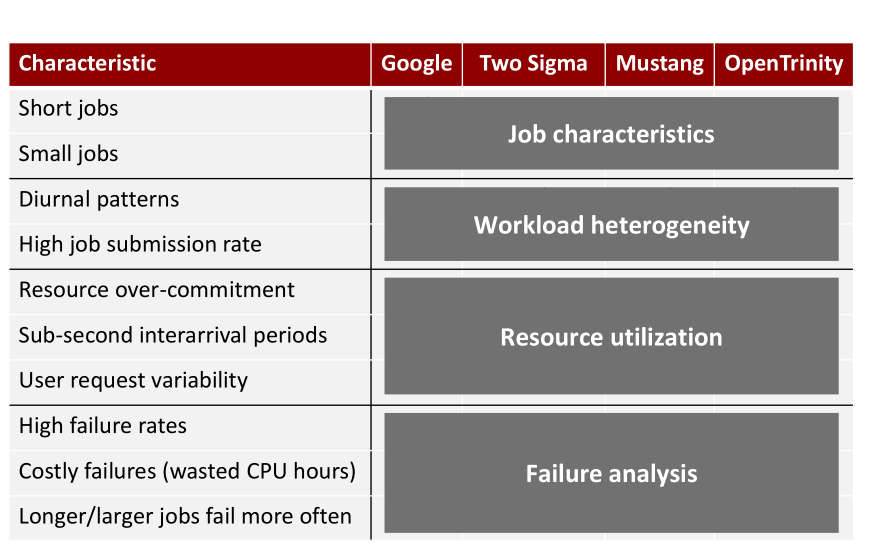 Characteristic Google Two Sigma Mustang OpenTrinity
Short jobs
Small jobs
Job characteristics
Diurnal patterns
High job submission rate
Workload heterogeneity
Resource over-commitment
Sub-second interarrival periods
User request variability
Resource utilization
High failure rates
Costly failures (wasted CPU hours)
Longer/larger jobs fail more often
Failure analysis